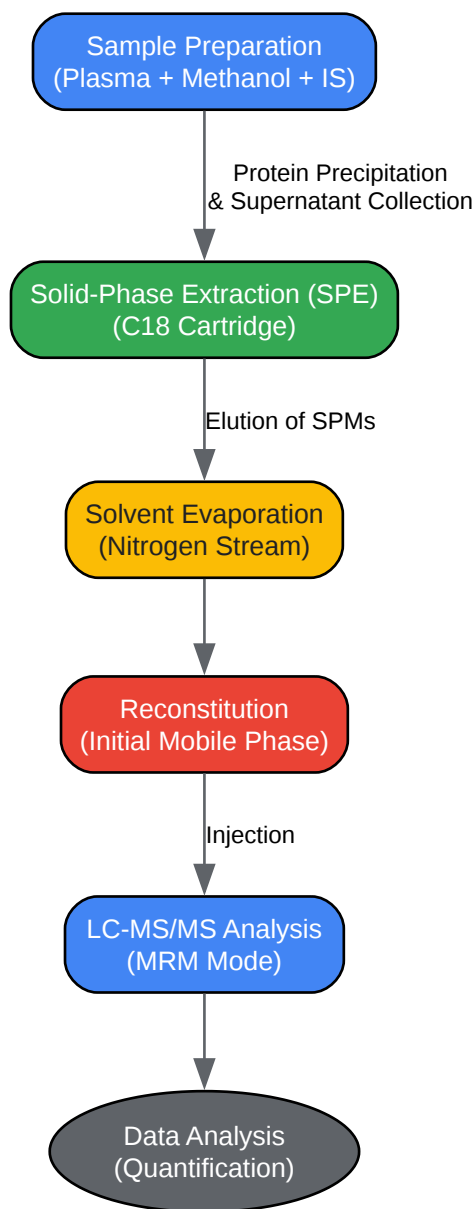 Sample Preparation
(Plasma + Methanol + IS)
Protein Precipitation
& Supernatant Collection
Solid-Phase Extraction (SPE)
(C18 Cartridge)
Elution of SPMs
Solvent Evaporation
(Nitrogen Stream)
Reconstitution
(Initial Mobile Phase)
Injection
LC-MS/MS Analysis
(MRM Mode)
Data Analysis
(Quantification)